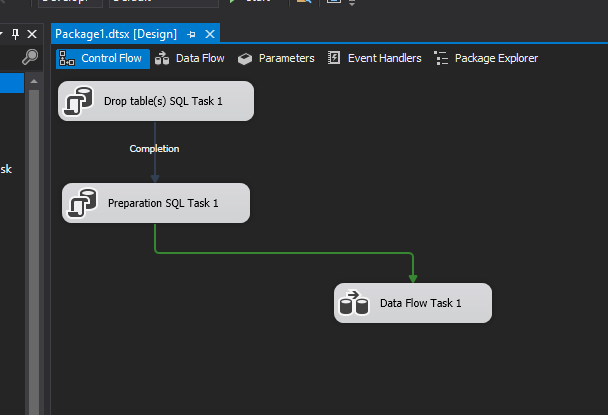 Start
Package1.dtsx [Design]
Control Flow
Data Flow
Parameters
Event Handlers
Package Explorer
Drop table(s) SQL Task 1
Completion
sk
Preparation SQL Task 1
Data Flow Task 1